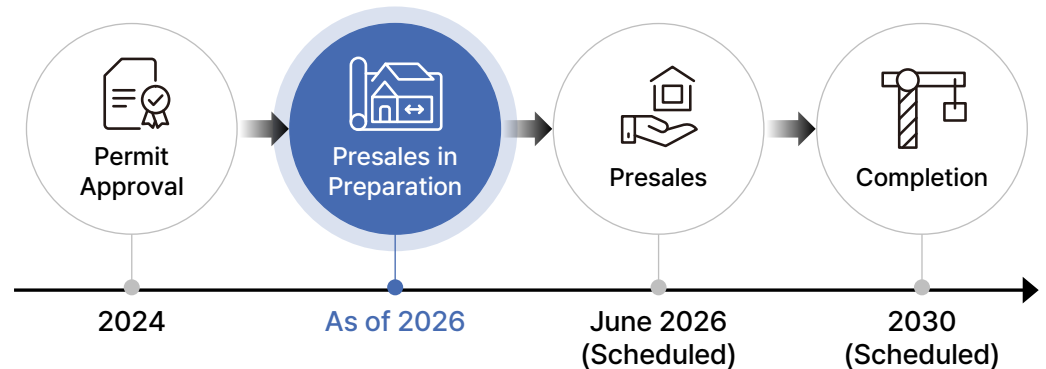 Permit
Approval
Presales in
Preparation
Presales
Completion
2024
As of 2026
June 2026
(Scheduled)
2030
(Scheduled)